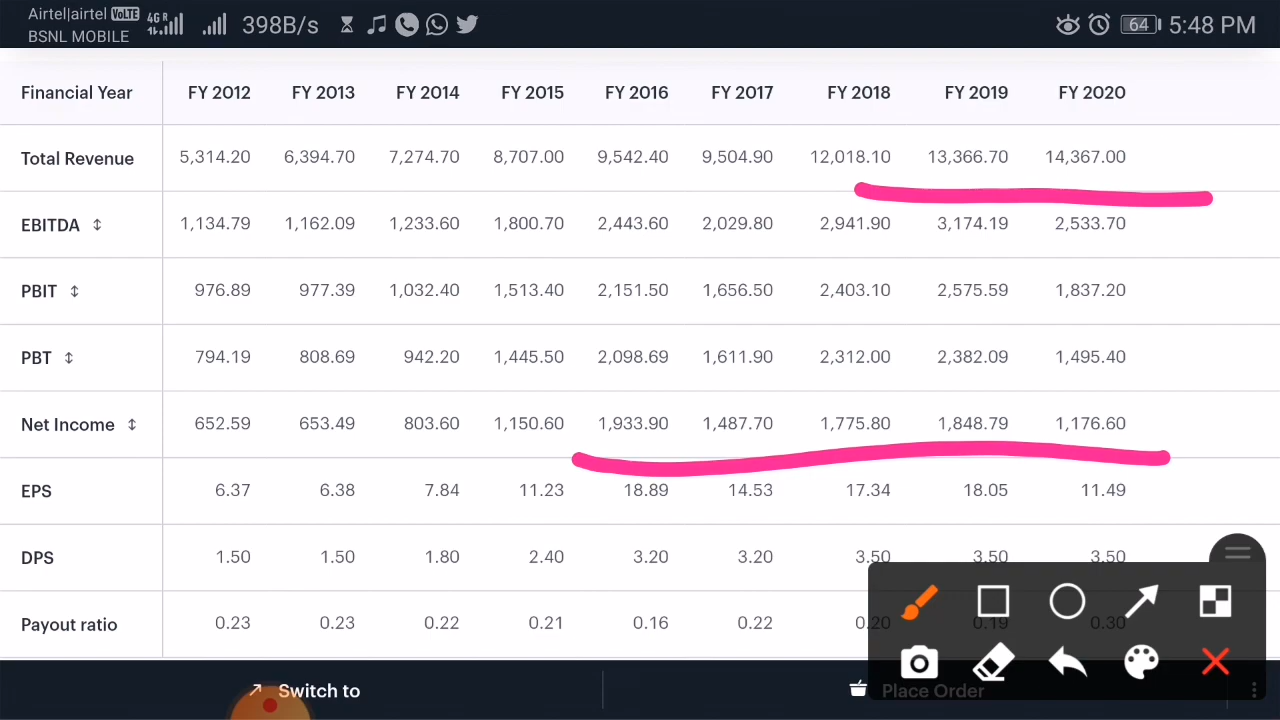 Airtel|airtel VoLTE 4G R 398B/s 64 5:48 PM
BSNL MOBILE
Financial Year FY 2012 FY 2013 FY 2014 FY 2015 FY 2016 FY 2017 FY 2018 FY 2019 FY 2020
Total Revenue 5,314.20 6,394.70 7,274.70 8,707.00 9,542.40 9,504.90 12,018.10 13,366.70 14,367.00
EBITDA 1,134.79 1,162.09 1,233.60 1,800.70 2,443.60 2,029.80 2,941.90 3,174.19 2,533.70
PBIT 976.89 977.39 1,032.40 1,513.40 2,151.50 1,656.50 2,403.10 2,575.59 1,837.20
PBT 794.19 808.69 942.20 1,445.50 2,098.69 1,611.90 2,312.00 2,382.09 1,495.40
Net Income 652.59 653.49 803.60 1,150.60 1,933.90 1,487.70 1,775.80 1,848.79 1,176.60
EPS 6.37 6.38 7.84 11.23 18.89 14.53 17.34 18.05 11.49
DPS 1.50 1.50 1.80 2.40 3.20 3.20 3.50 3.50 3.50
Payout ratio 0.23 0.23 0.22 0.21 0.16 0.22 0.20 0.19 0.30
Switch to Place Order